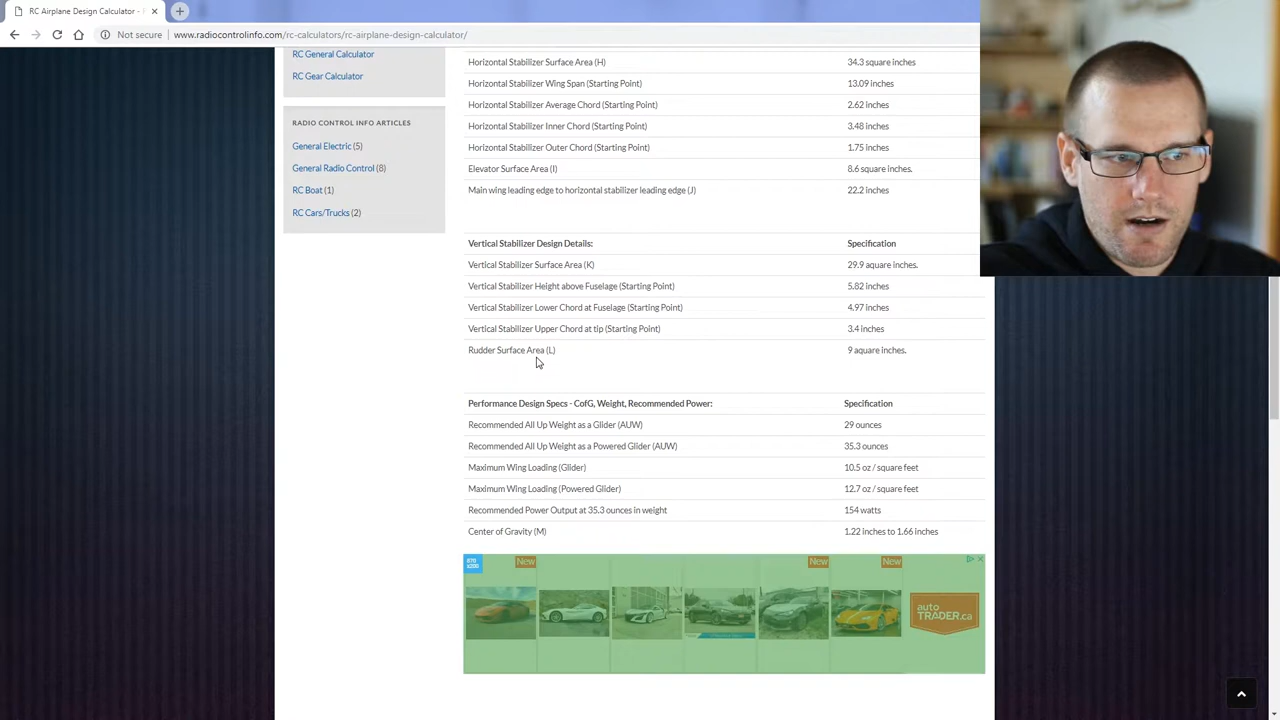 RC Airplane Design Calculator -
Not secure
www.radiocontrolinfo.com/rc-calculators/rc-airplane-design-calculator/
RC General Calculator
RC Gear Calculator
RADIO CONTROL INFO ARTICLES
General Electric (5)
General Radio Control (8)
RC Boat (1)
RC Cars/Trucks (2)
Horizontal Stabilizer Surface Area (H) 34.3 square inches
Horizontal Stabilizer Wing Span (Starting Point) 13.09 inches
Horizontal Stabilizer Average Chord (Starting Point) 2.62 inches
Horizontal Stabilizer Inner Chord (Starting Point) 3.48 inches
Horizontal Stabilizer Outer Chord (Starting Point) 1.75 inches
Elevator Surface Area (I) 8.6 square inches.
Main wing leading edge to horizontal stabilizer leading edge (J) 22.2 inches
Vertical Stabilizer Design Details: Specification
Vertical Stabilizer Surface Area (K) 29.9 aquare inches.
Vertical Stabilizer Height above Fuselage (Starting Point) 5.82 inches
Vertical Stabilizer Lower Chord at Fuselage (Starting Point) 4.97 inches
Vertical Stabilizer Upper Chord at tip (Starting Point) 3.4 inches
Rudder Surface Area (L) 9 aquare inches.
Performance Design Specs - CofG, Weight, Recommended Power: Specification
Recommended All Up Weight as a Glider (AUW) 29 ounces
Recommended All Up Weight as a Powered Glider (AUW) 35.3 ounces
Maximum Wing Loading (Glider) 10.5 oz / square feet
Maximum Wing Loading (Powered Glider) 12.7 oz / square feet
Recommended Power Output at 35.3 ounces in weight 154 watts
Center of Gravity (M) 1.22 inches to 1.66 inches
970
x250
New
New
New
auto
TRADER.ca